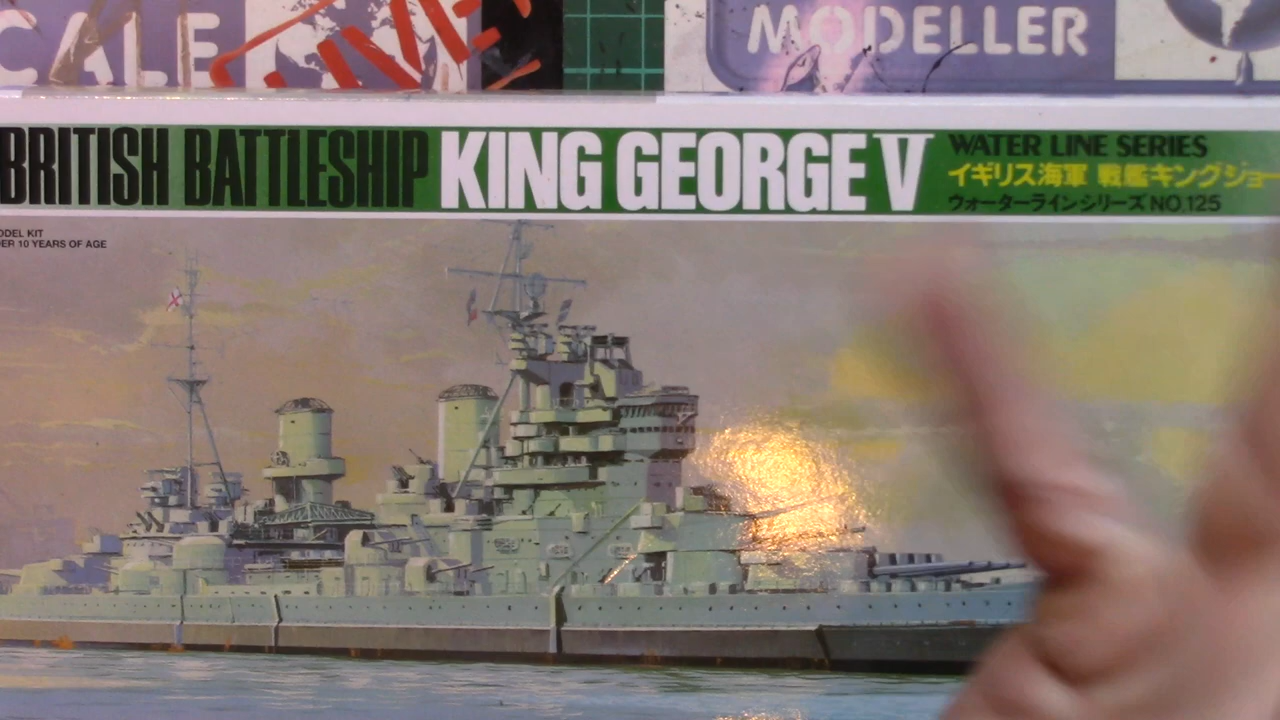 CALE LIVE!
MODELLER
BRITISH BATTLESHIP KING GEORGE V
WATER LINE SERIES
イギリス海軍 戦艦キングジョー
ウォーターラインシリーズ NO.125
ODEL KIT
ER 10 YEARS OF AGE